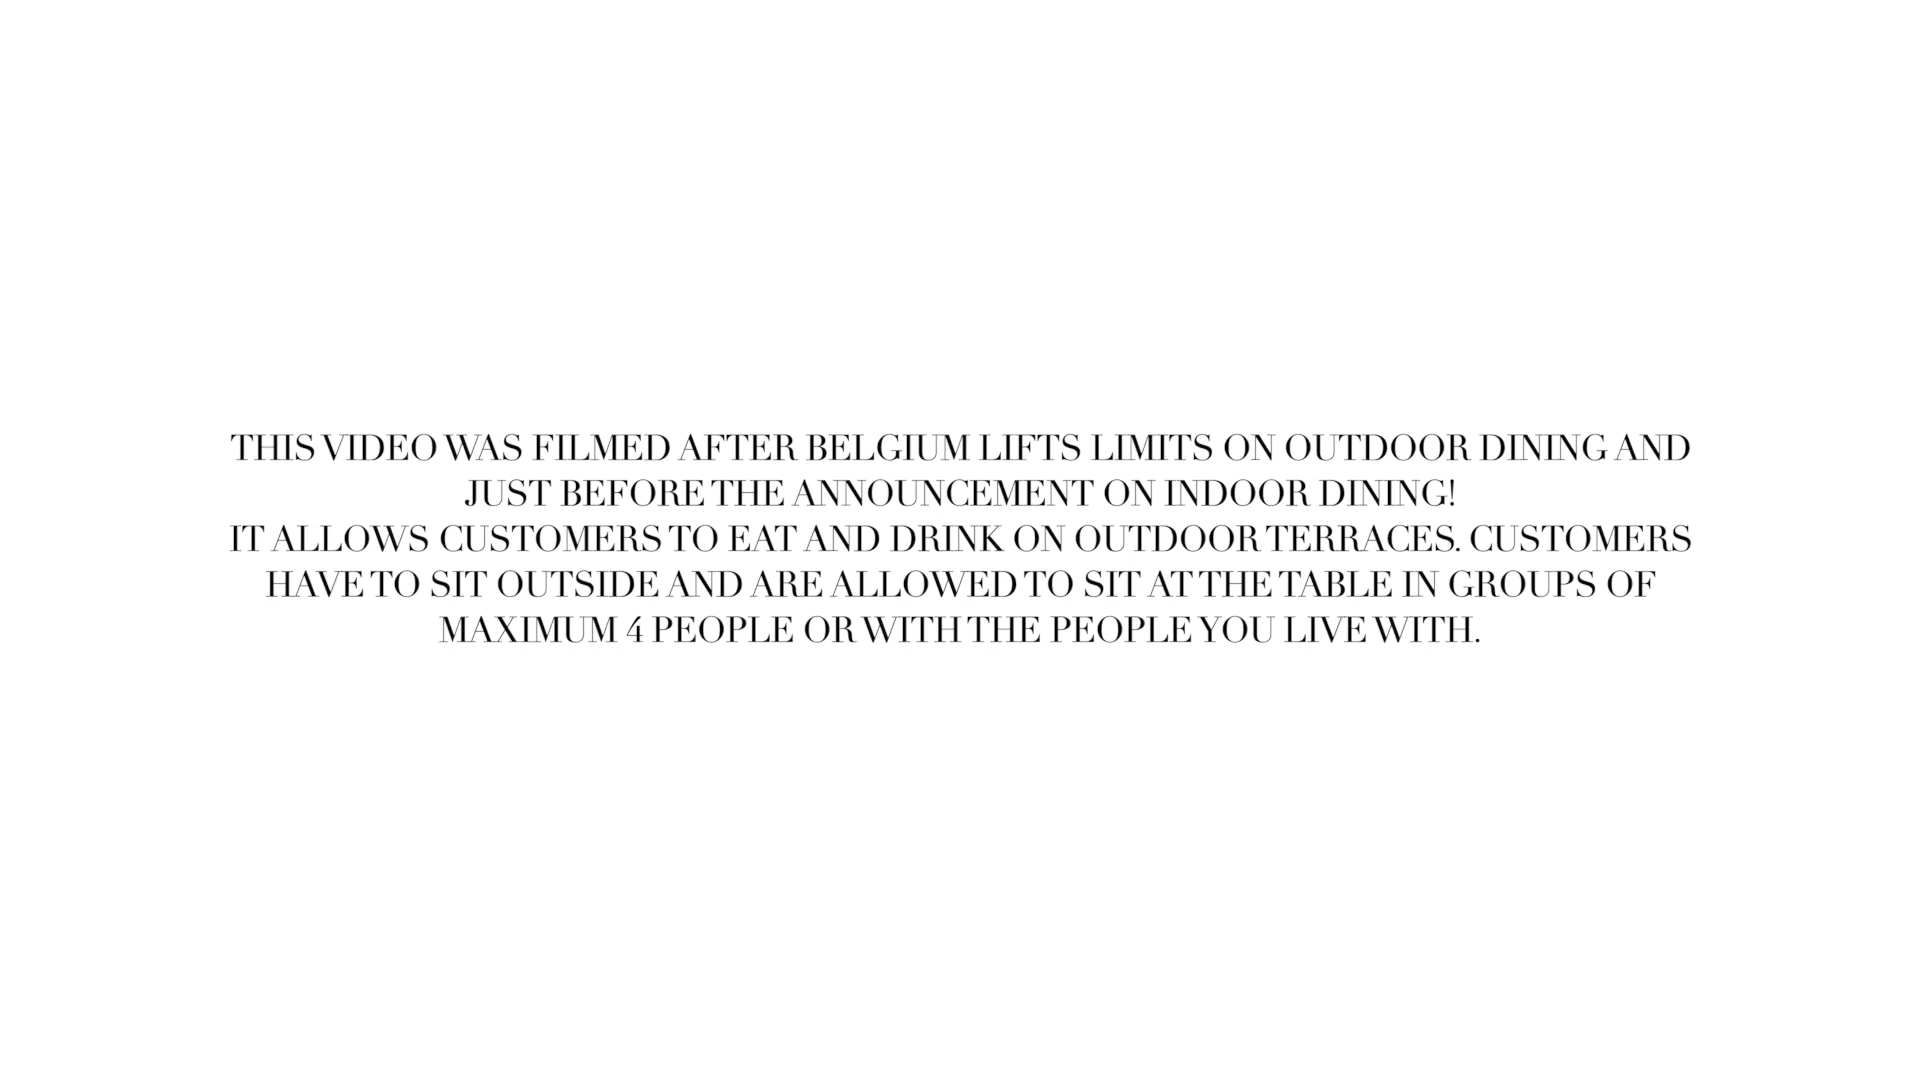 THIS VIDEO WAS FILMED AFTER BELGIUM LIFTS LIMITS ON OUTDOOR DINING AND
JUST BEFORE THE ANNOUNCEMENT ON INDOOR DINING!
IT ALLOWS CUSTOMERS TO EAT AND DRINK ON OUTDOOR TERRACES. CUSTOMERS
HAVE TO SIT OUTSIDE AND ARE ALLOWED TO SIT AT THE TABLE IN GROUPS OF
MAXIMUM 4 PEOPLE OR WITH THE PEOPLE YOU LIVE WITH.